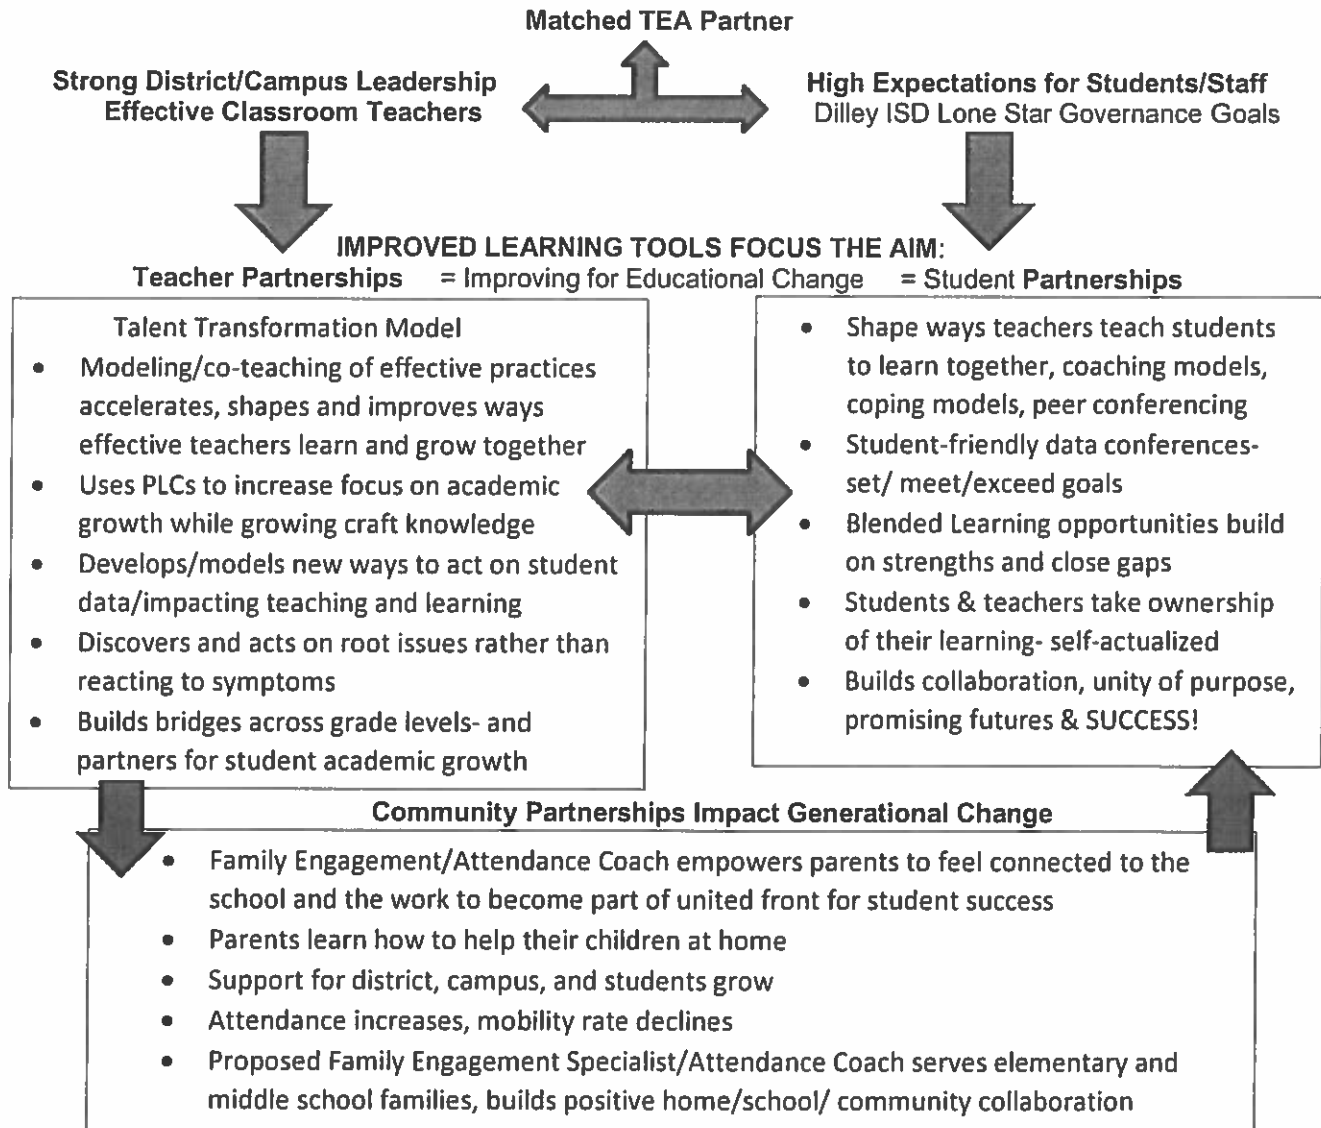 Matched TEA Partner
Strong District/Campus Leadership
Effective Classroom Teachers
High Expectations for Students/Staff
Dilley ISD Lone Star Governance Goals
IMPROVED LEARNING TOOLS FOCUS THE AIM:
Teacher Partnerships = Improving for Educational Change = Student Partnerships
Talent Transformation Model
• Modeling/co-teaching of effective practices
accelerates, shapes and improves ways
effective teachers learn and grow together
• Uses PLCs to increase focus on academic
growth while growing craft knowledge
• Develops/models new ways to act on student
data/impacting teaching and learning
• Discovers and acts on root issues rather than
reacting to symptoms
• Builds bridges across grade levels- and
partners for student academic growth
• Shape ways teachers teach students
to learn together, coaching models,
coping models, peer conferencing
• Student-friendly data conferences-
set/ meet/exceed goals
• Blended Learning opportunities build
on strengths and close gaps
• Students & teachers take ownership
of their learning- self-actualized
• Builds collaboration, unity of purpose,
promising futures & SUCCESS!
Community Partnerships Impact Generational Change
• Family Engagement/Attendance Coach empowers parents to feel connected to the
school and the work to become part of united front for student success
• Parents learn how to help their children at home
• Support for district, campus, and students grow
• Attendance increases, mobility rate declines
• Proposed Family Engagement Specialist/Attendance Coach serves elementary and
middle school families, builds positive home/school/ community collaboration